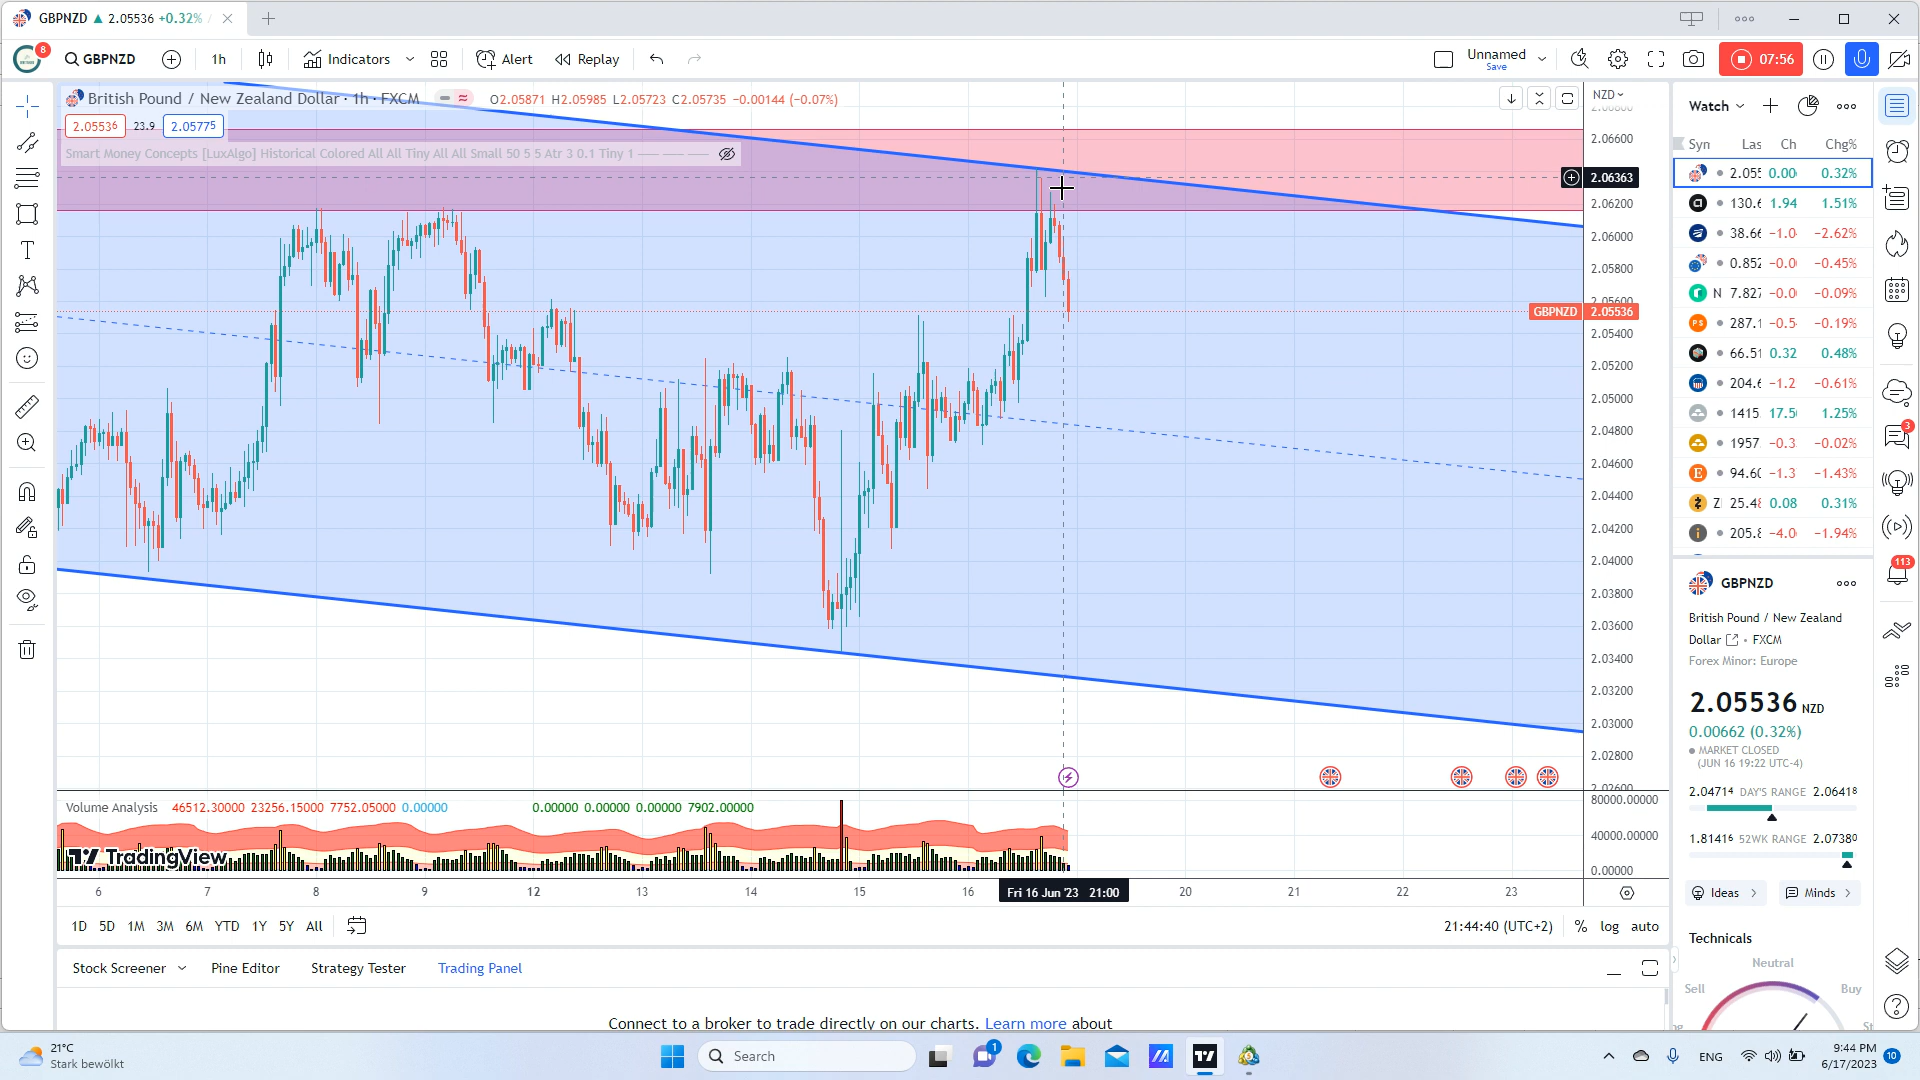 GBPNZD ▲ 2.05536 +0.32% /
8 GBPNZD 1h Indicators Alert Replay Unnamed Save 07:56
British Pound / New Zealand Dollar · 1h · FXCM O2.05871 H2.05985 L2.05723 C2.05735 −0.00144 (−0.07%)
2.05536 23.9 2.05775
Smart Money Concepts [LuxAlgo] Historical Colored All All Tiny All All Small 50 5 5 Atr 3 0.1 Tiny 1
NZD
2.06600
2.06363
2.06200
2.06000
2.05800
2.05600
GBPNZD 2.05536
2.05400
2.05200
2.05000
2.04800
2.04600
2.04400
2.04200
2.04000
2.03800
2.03600
2.03400
2.03200
2.03000
2.02800
2.02600
Volume Analysis 46512.30000 23256.15000 7752.05000 0.00000 0.00000 0.00000 0.00000 7902.00000
80000.00000
40000.00000
0.00000
TradingView
6 7 8 9 12 13 14 15 16 Fri 16 Jun '23 21:00 20 21 22 23
1D 5D 1M 3M 6M YTD 1Y 5Y All 21:44:40 (UTC+2) % log auto
Stock Screener Pine Editor Strategy Tester Trading Panel
Connect to a broker to trade directly on our charts. Learn more about
Watch
Syn Las Ch Chg%
2.055 0.00 0.32%
130.6 1.94 1.51%
38.66 −1.0 −2.62%
0.852 −0.0 −0.45%
N 7.827 −0.0 −0.09%
287.1 −0.5 −0.19%
66.51 0.32 0.48%
204.6 −1.2 −0.61%
1415 17.5 1.25%
1957 −0.3 −0.02%
94.60 −1.3 −1.43%
Z 25.48 0.08 0.31%
205.8 −4.0 −1.94%
GBPNZD
British Pound / New Zealand
Dollar · FXCM
Forex Minor: Europe
2.05536 NZD
0.00662 (0.32%)
MARKET CLOSED
(JUN 16 19:22 UTC-4)
2.04714 DAY'S RANGE 2.06418
1.81416 52WK RANGE 2.07380
Ideas Minds
Technicals
Neutral
Sell Buy
3
113
21°C
Stark bewölkt
Search
1
ENG
9:44 PM
6/17/2023
10